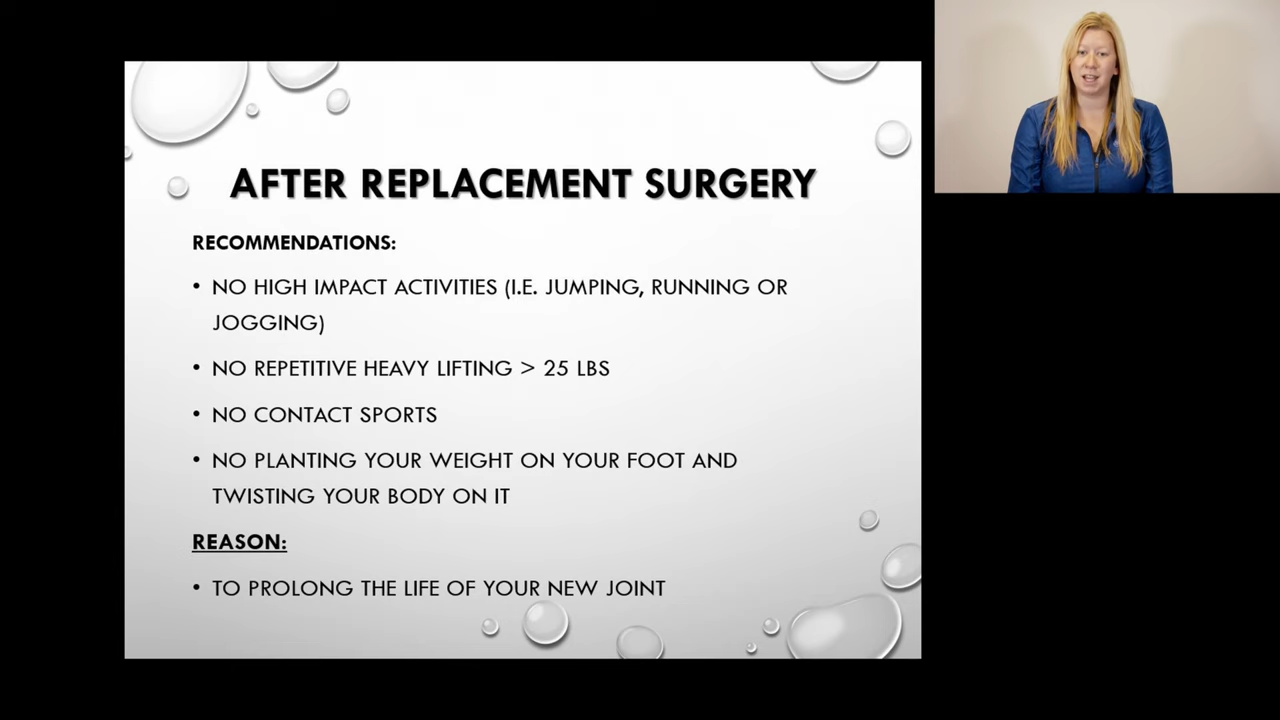 AFTER REPLACEMENT SURGERY
RECOMMENDATIONS:
• NO HIGH IMPACT ACTIVITIES (I.E. JUMPING, RUNNING OR
JOGGING)
• NO REPETITIVE HEAVY LIFTING > 25 LBS
• NO CONTACT SPORTS
• NO PLANTING YOUR WEIGHT ON YOUR FOOT AND
TWISTING YOUR BODY ON IT
REASON:
• TO PROLONG THE LIFE OF YOUR NEW JOINT